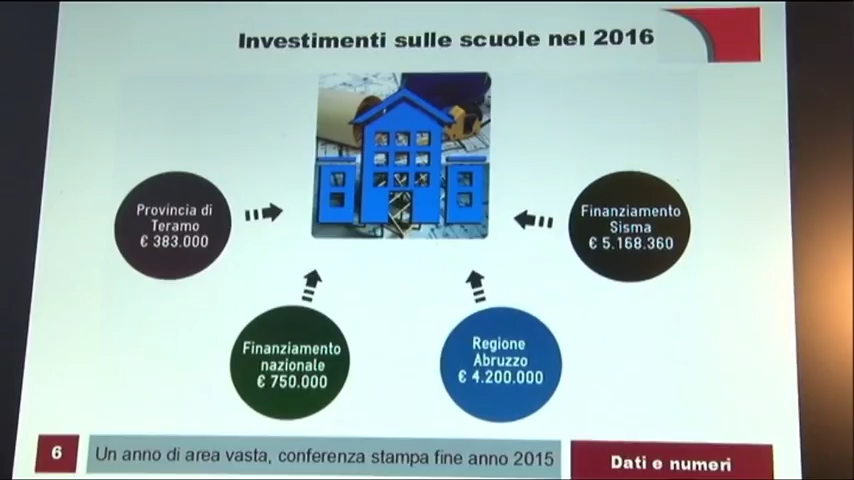 Investimenti sulle scuole nel 2016
Provincia di
Teramo
€ 383.000
Finanziamento
Sisma
€ 5.168.360
Finanziamento
nazionale
€ 750.000
Regione
Abruzzo
€ 4.200.000
6
Un anno di area vasta, conferenza stampa fine anno 2015
Dati e numeri